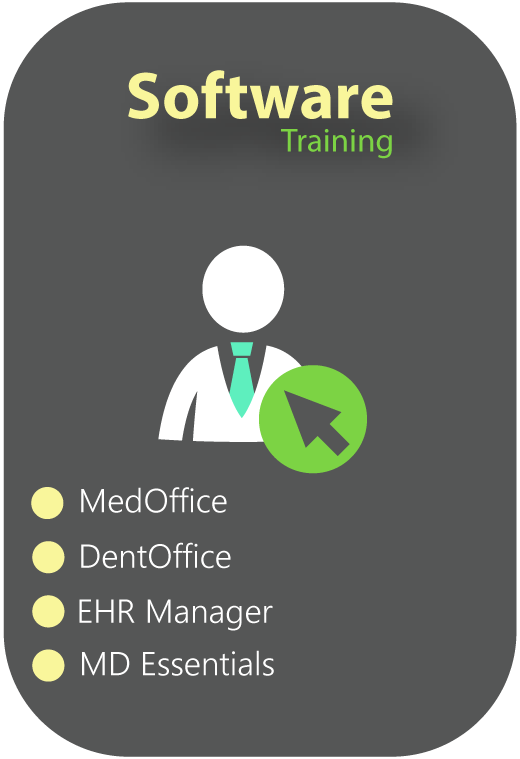 Software
Training
MedOffice
DentOffice
EHR Manager
MD Essentials